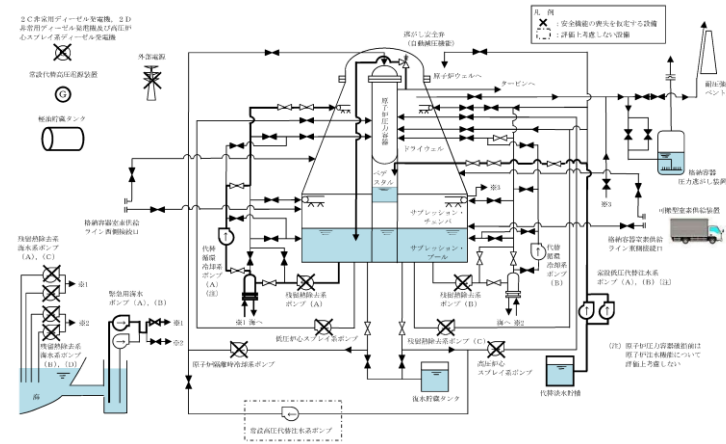 2C非常用ディーゼル発電機，2D
非常用ディーゼル発電機及び高圧炉
心スプレイ系ディーゼル発電機
外部電源
常設代替高圧電源装置
G
軽油貯蔵タンク
凡 例
：安全機能の喪失を仮定する設備
：評価上考慮しない設備
逃がし安全弁
（自動減圧機能）
原子炉ウェルへ
タービンへ
耐圧強化
ベント
原子炉圧力容器
ドライウェル
ペデ
スタル
サプレッション・
チェンバ
サプレッション・
プール
※3
※3
格納容器
圧力逃がし装置
可搬型窒素供給装置
格納容器窒素供給
ライン西側接続口
格納容器窒素供給
ライン東側接続口
代替
循環
冷却系
ポンプ
（A）
（注）
代替
循環
冷却系
ポンプ
（B）
残留熱除去系
海水系ポンプ
（A），（C）
※1
※2
残留熱除去系
海水系ポンプ
（B），（D）
海
緊急用海水
ポンプ（A），（B）
※1
※2
残留熱除去系
ポンプ（A）
残留熱除去系
ポンプ（B）
※1 海へ
海へ ※2
低圧炉心スプレイ系ポンプ
残留熱除去系ポンプ（C）
原子炉隔離時冷却系ポンプ
高圧炉心
スプレイ系ポンプ
復水貯蔵タンク
常設低圧代替注水系
ポンプ（A），（B）（注）
代替淡水貯槽
（注）原子炉圧力容器破損前は
原子炉注水機能について
評価上考慮しない
常設高圧代替注水系ポンプ